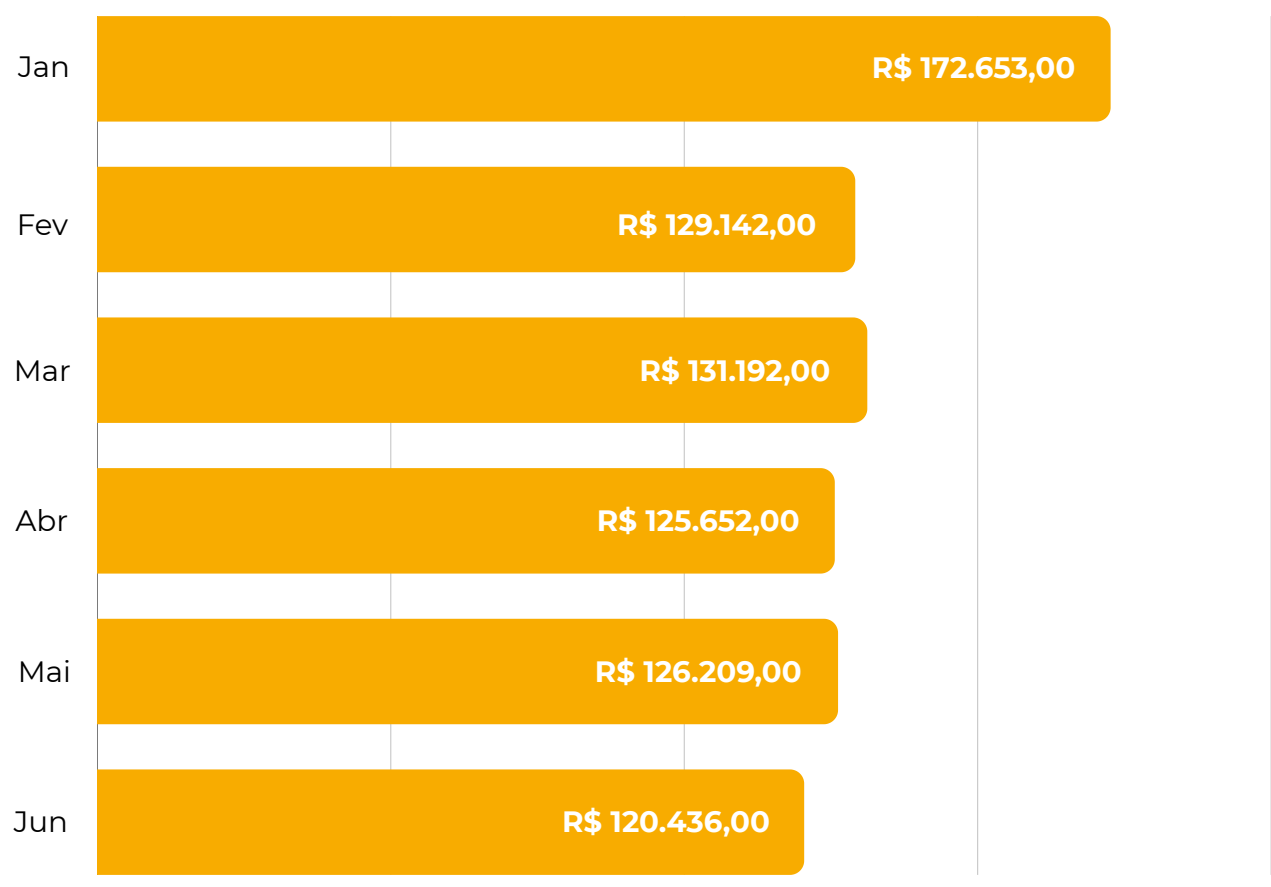 Jan R$ 172.653,00
Fev R$ 129.142,00
Mar R$ 131.192,00
Abr R$ 125.652,00
Mai R$ 126.209,00
Jun R$ 120.436,00